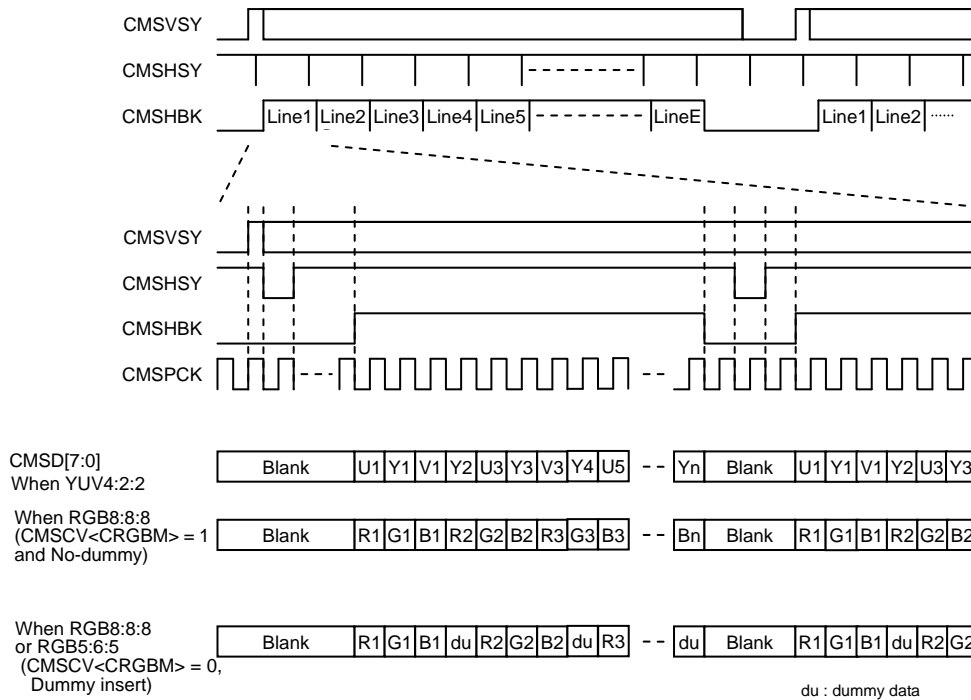 CMSVSY
CMSHSY
CMSHBK Line1 Line2 Line3 Line4 Line5 LineE Line1 Line2
CMSVSY
CMSHSY
CMSHBK
CMSPCK
CMSD[7:0]
When YUV4:2:2
Blank U1 Y1 V1 Y2 U3 Y3 V3 Y4 U5 Yn Blank U1 Y1 V1 Y2 U3 Y3
When RGB8:8:8
(CMSCV<CRGBM> = 1
and No-dummy)
Blank R1 G1 B1 R2 G2 B2 R3 G3 B3 Bn Blank R1 G1 B1 R2 G2 B2
When RGB8:8:8
or RGB5:6:5
(CMSCV<CRGBM> = 0,
Dummy insert)
Blank R1 G1 B1 du R2 G2 B2 du R3 du Blank R1 G1 B1 du R2 G2
du : dummy data